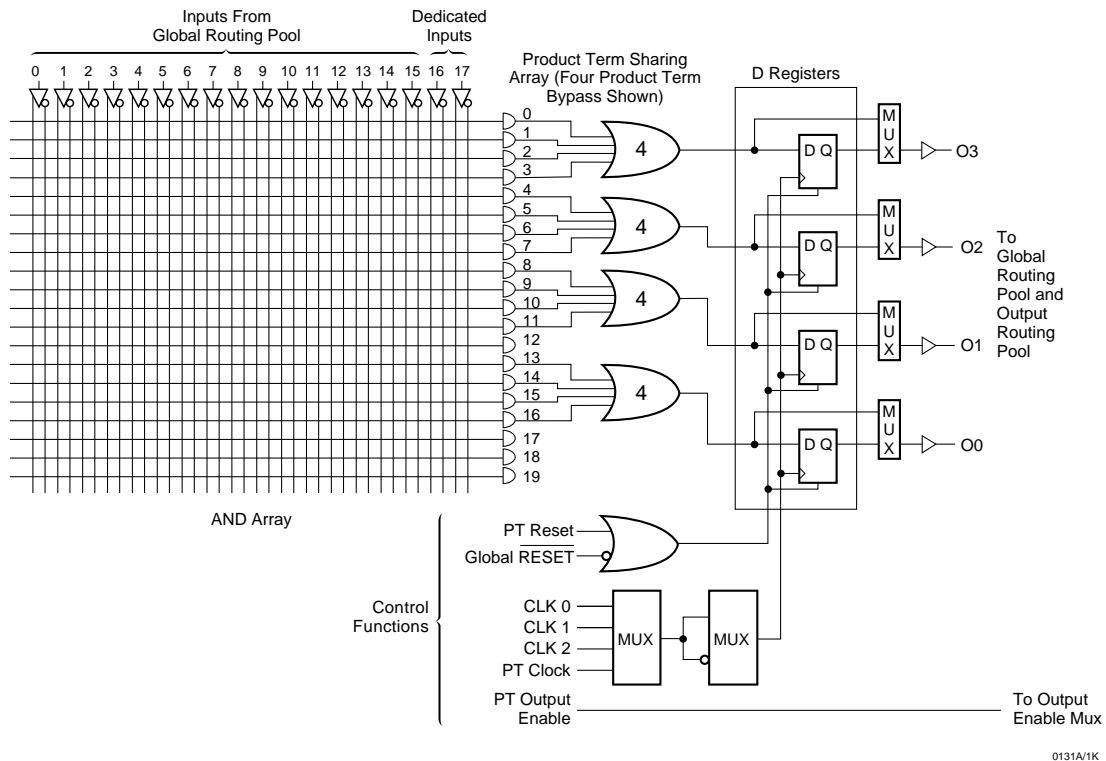 Inputs From
Global Routing Pool
Dedicated
Inputs
0 1 2 3 4 5 6 7 8 9 10 11 12 13 14 15 16 17
Product Term Sharing
Array (Four Product Term
Bypass Shown)
D Registers
0
1
2
3
4
5
6
7
8
9
10
11
12
13
14
15
16
17
18
19
4
4
4
4
D Q
MUX
O3
D Q
MUX
O2
D Q
MUX
O1
D Q
MUX
O0
To
Global
Routing
Pool and
Output
Routing
Pool
AND Array
Control
Functions
PT Reset
Global RESET
CLK 0
CLK 1
CLK 2
PT Clock
MUX
MUX
PT Output
Enable
To Output
Enable Mux
0131A/1K